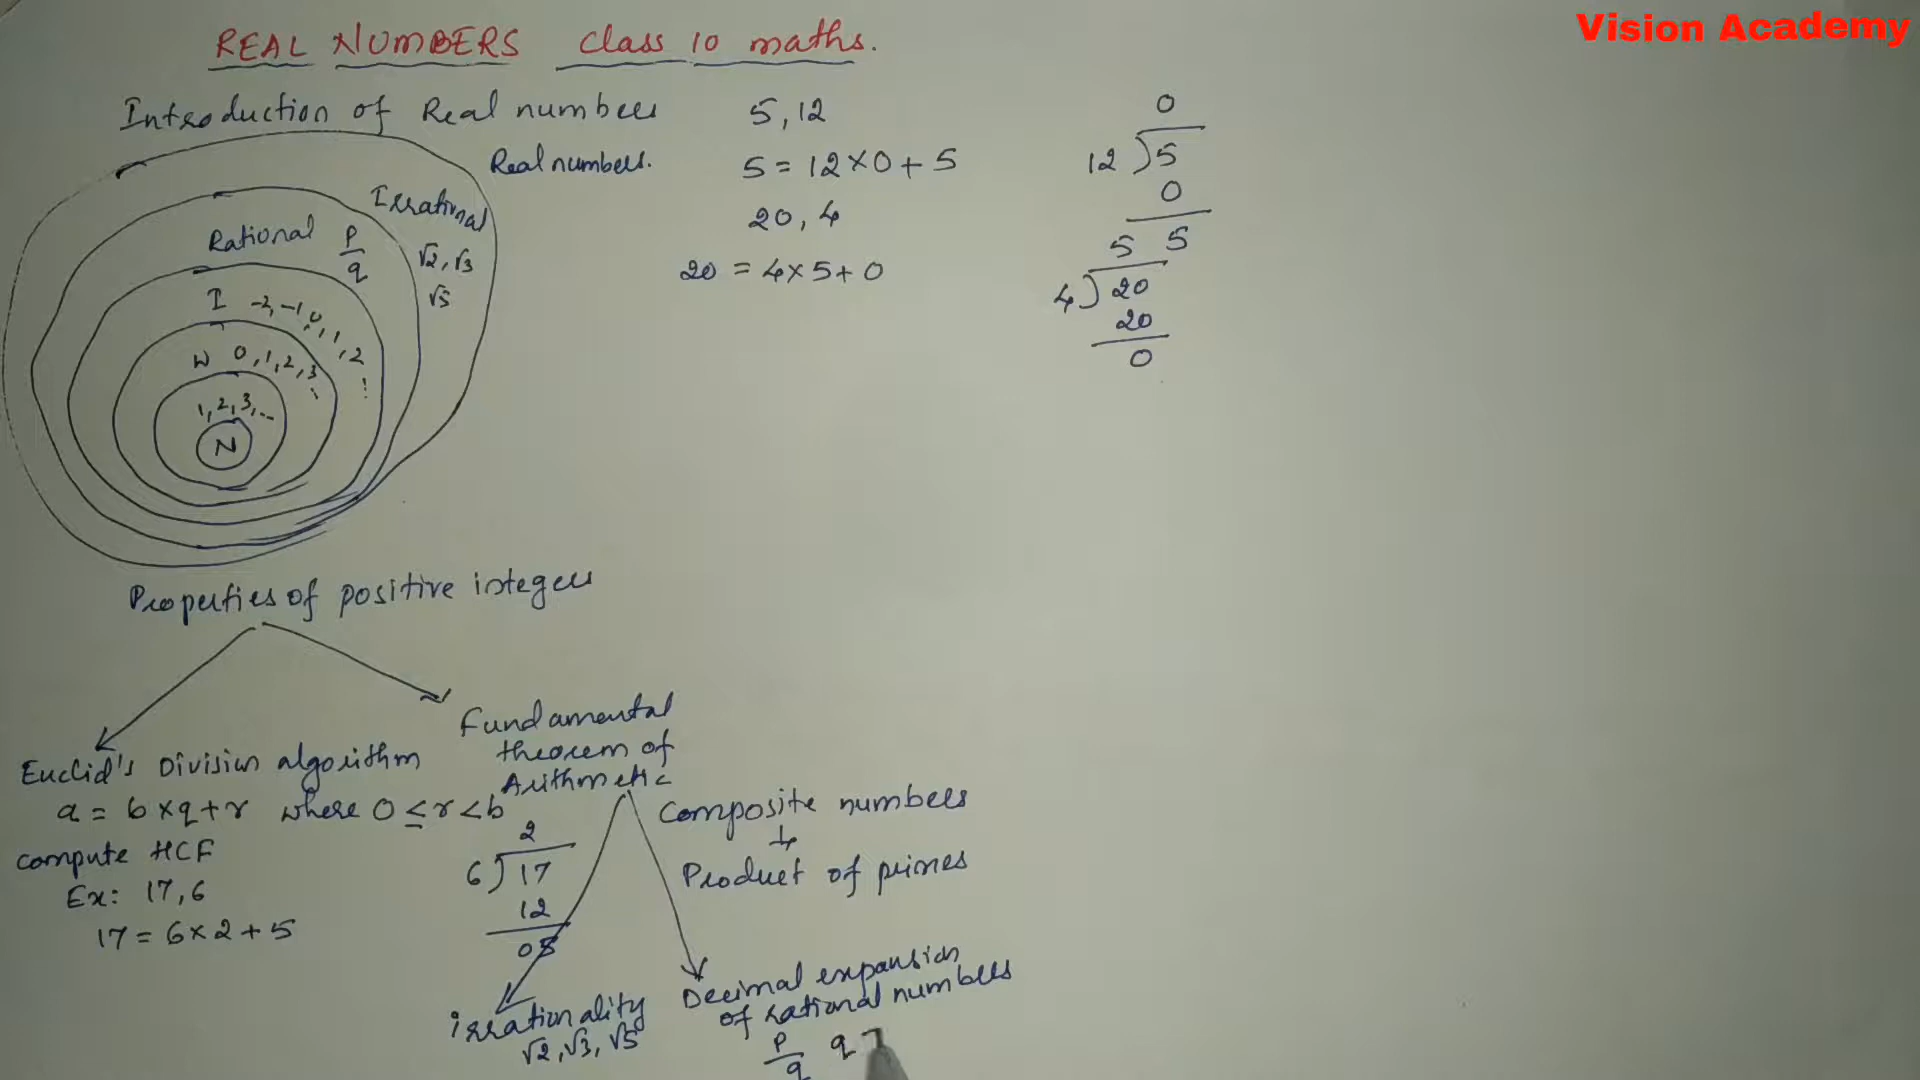 Vision Academy
REAL NUMBERS Class 10 maths.
Introduction of Real numbers
Real numbers.
Irrational
√2, √3
√5
Rational p/q
I -2, -1, 0, 1, 2 ...
W 0, 1, 2, 3 ...
1, 2, 3, ...
N
5, 12
5 = 12 × 0 + 5
20, 4
20 = 4 × 5 + 0
0
12 ) 5
0
5
5
4 ) 20
20
0
Properties of positive integers
Euclid's Division algorithm
a = b × q + r where 0 ≤ r < b
compute HCF
Ex: 17, 6
17 = 6 × 2 + 5
Fundamental
theorem of
Arithmetic
2
6 ) 17
12
05
Composite numbers
Product of primes
irrationality
√2, √3, √5
Decimal expansion
of rational numbers
p/q q